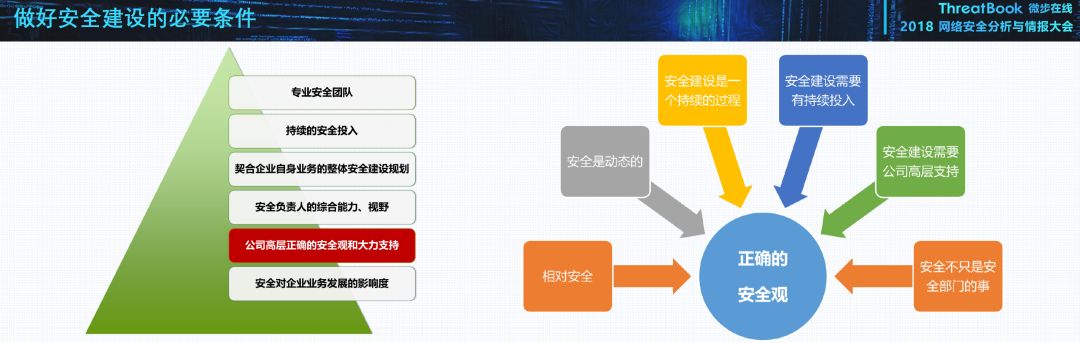 做好安全建设的必要条件
ThreatBook 微步在线
2018 网络安全分析与情报大会
专业安全团队
持续的安全投入
契合企业自身业务的整体安全建设规划
安全负责人的综合能力、视野
公司高层正确的安全观和大力支持
安全对企业业务发展的影响度
安全建设是一
个持续的过程
安全建设需要
有持续投入
安全是动态的
安全建设需要
公司高层支持
相对安全
正确的
安全观
安全不只是安
全部门的事